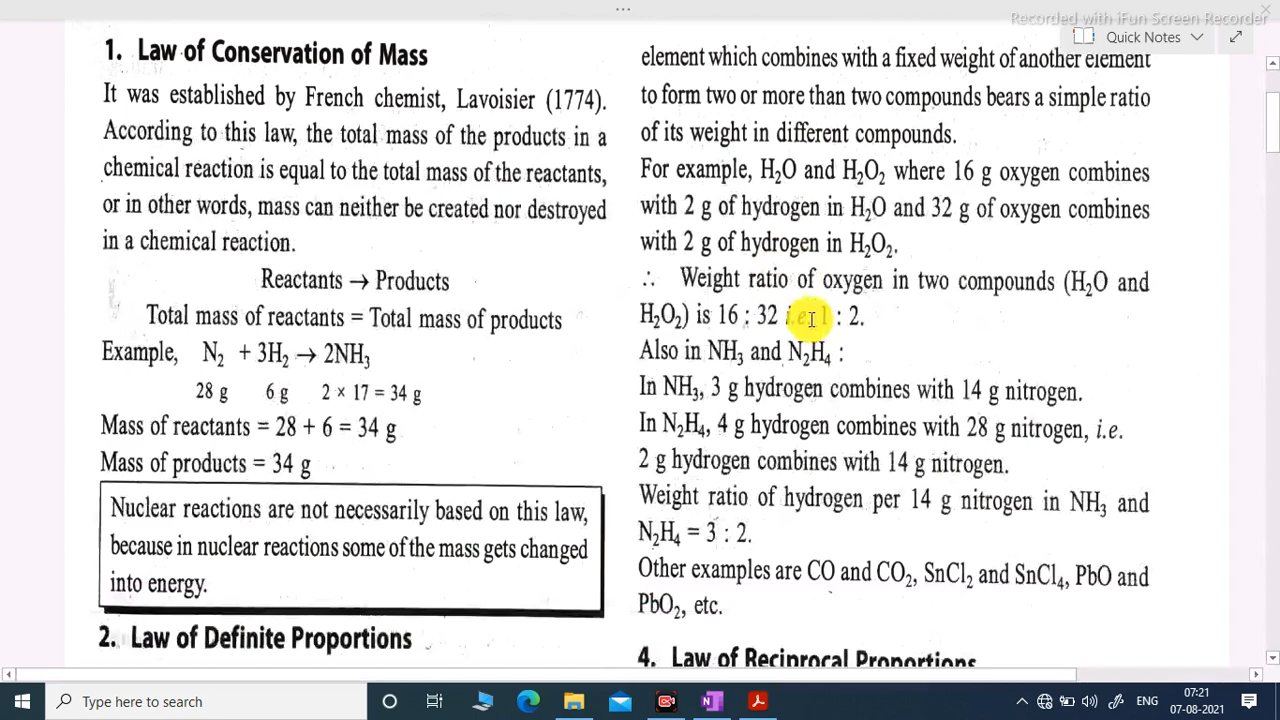 Recorded with iFun Screen Recorder
Quick Notes
1. Law of Conservation of Mass
It was established by French chemist, Lavoisier (1774).
According to this law, the total mass of the products in a
chemical reaction is equal to the total mass of the reactants,
or in other words, mass can neither be created nor destroyed
in a chemical reaction.
Reactants → Products
Total mass of reactants = Total mass of products
Example, N₂ + 3H₂ → 2NH₃
28 g 6 g 2 × 17 = 34 g
Mass of reactants = 28 + 6 = 34 g
Mass of products = 34 g
Nuclear reactions are not necessarily based on this law,
because in nuclear reactions some of the mass gets changed
into energy.
2. Law of Definite Proportions
element which combines with a fixed weight of another element
to form two or more than two compounds bears a simple ratio
of its weight in different compounds.
For example, H₂O and H₂O₂ where 16 g oxygen combines
with 2 g of hydrogen in H₂O and 32 g of oxygen combines
with 2 g of hydrogen in H₂O₂.
∴ Weight ratio of oxygen in two compounds (H₂O and
H₂O₂) is 16 : 32 i.e. 1 : 2.
Also in NH₃ and N₂H₄ :
In NH₃, 3 g hydrogen combines with 14 g nitrogen.
In N₂H₄, 4 g hydrogen combines with 28 g nitrogen, i.e.
2 g hydrogen combines with 14 g nitrogen.
Weight ratio of hydrogen per 14 g nitrogen in NH₃ and
N₂H₄ = 3 : 2.
Other examples are CO and CO₂, SnCl₂ and SnCl₄, PbO and
PbO₂, etc.
4. Law of Reciprocal Proportions
Type here to search
ENG
07:21
07-08-2021